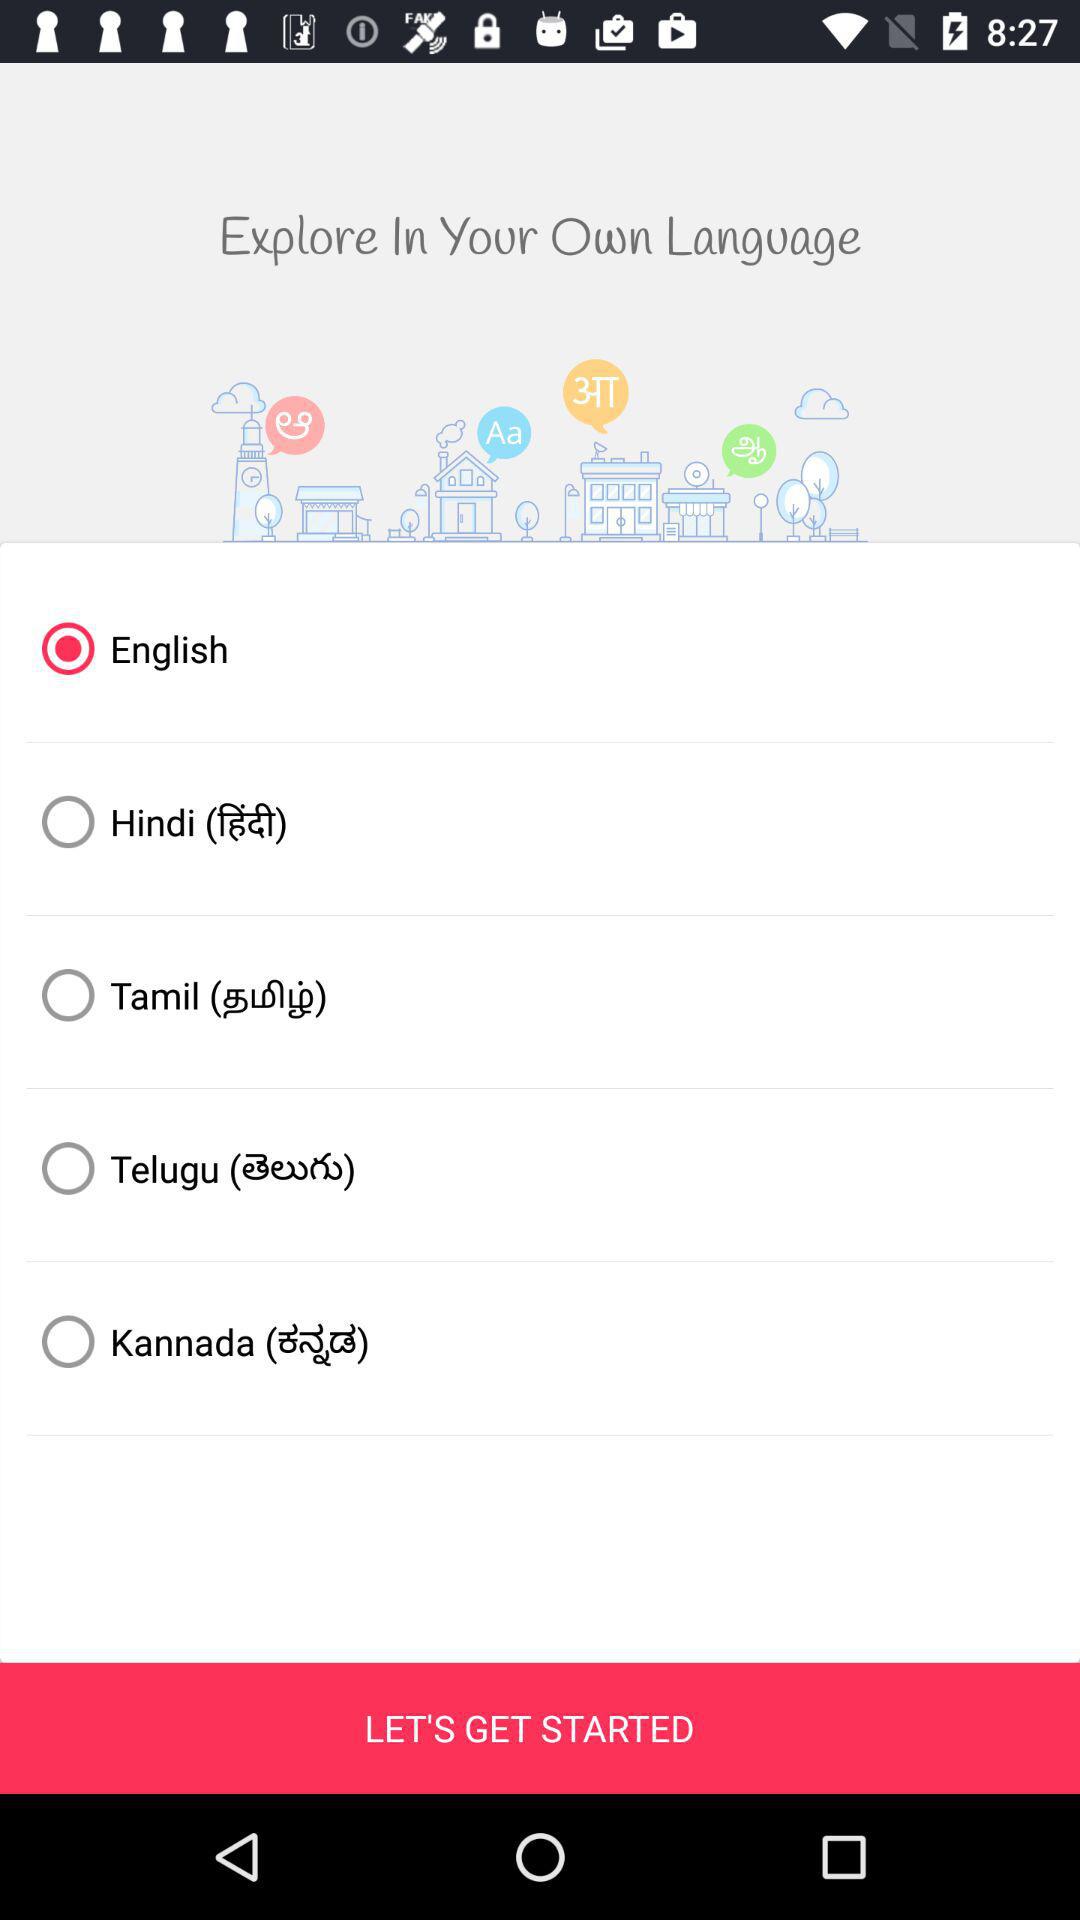 FAKE
8:27
Explore In Your Own Language
ఆ
Aa
आ
ஆ
English
Hindi (हिंदी)
Tamil (தமிழ்)
Telugu (తెలుగు)
Kannada (ಕನ್ನಡ)
LET'S GET STARTED